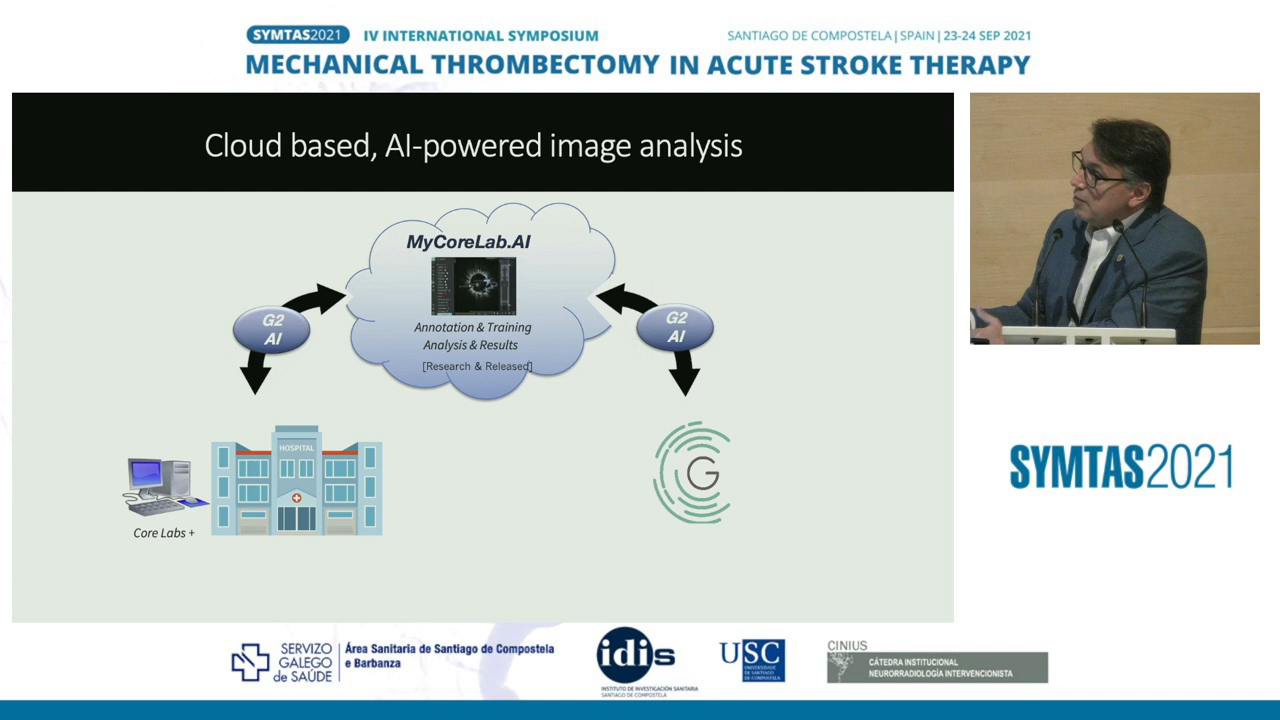 SYMTAS2021 IV INTERNATIONAL SYMPOSIUM
SANTIAGO DE COMPOSTELA | SPAIN | 23-24 SEP 2021
MECHANICAL THROMBECTOMY IN ACUTE STROKE THERAPY
Cloud based, AI-powered image analysis
MyCoreLab.AI
Annotation & Training
Analysis & Results
[Research & Released]
G2
AI
G2
AI
HOSPITAL
Core Labs +
G
SYMTAS2021
SERVIZO
GALEGO
de SAÚDE
Área Sanitaria de Santiago de Compostela
e Barbanza
idis
INSTITUTO DE INVESTIGACIÓN SANITARIA
SANTIAGO DE COMPOSTELA
USC
UNIVERSIDADE
DE SANTIAGO
DE COMPOSTELA
CINIUS
CÁTEDRA INSTITUCIONAL
NEURORRADIOLOGÍA INTERVENCIONISTA